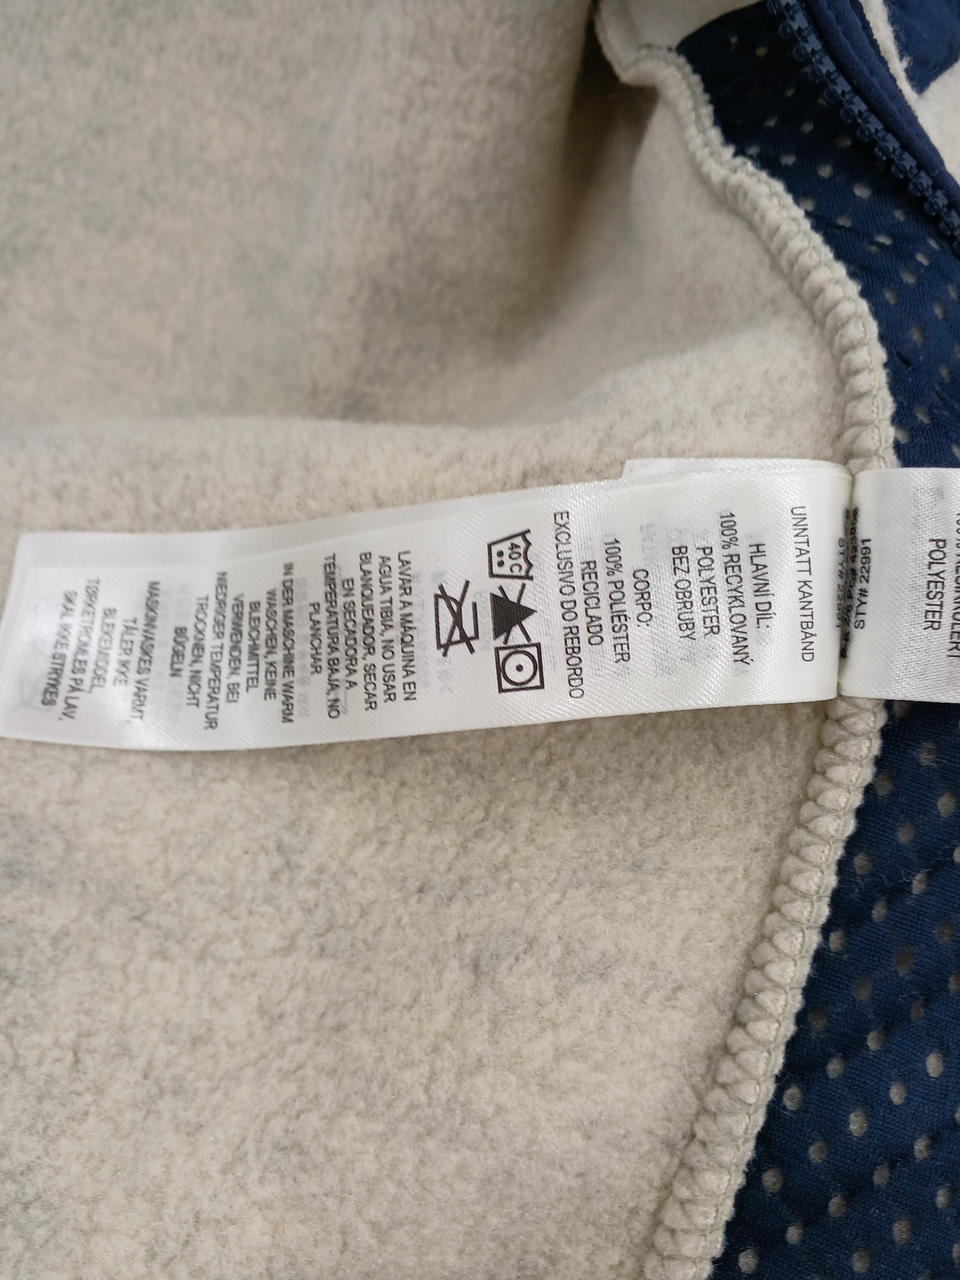 POLYESTER
STY#22991
UNNTATT KANTBÅND
HLAVNÍ DÍL:
100% RECYKLOVANÝ
POLYESTER
BEZ OBRUBY
CORPO:
100% POLIÉSTER
RECICLADO
EXCLUSIVO DO REBORDO
40 C
LAVAR A MÁQUINA EN
AGUA TIBIA, NO USAR
BLANQUEADOR, SECAR
EN SECADORA A
TEMPERATURA BAJA, NO
PLANCHAR
IN DER MASCHINE WARM
WASCHEN, KEINE
BLEICHMITTEL
VERWENDEN, BEI
NIEDRIGER TEMPERATUR
TROCKNEN, NICHT
BÜGELN
MASKINVASKES VARMT,
TÅLER IKKE
BLEKEMIDDEL,
TØRKETROMLES PÅ LAV,
SKAL IKKE STRYKES